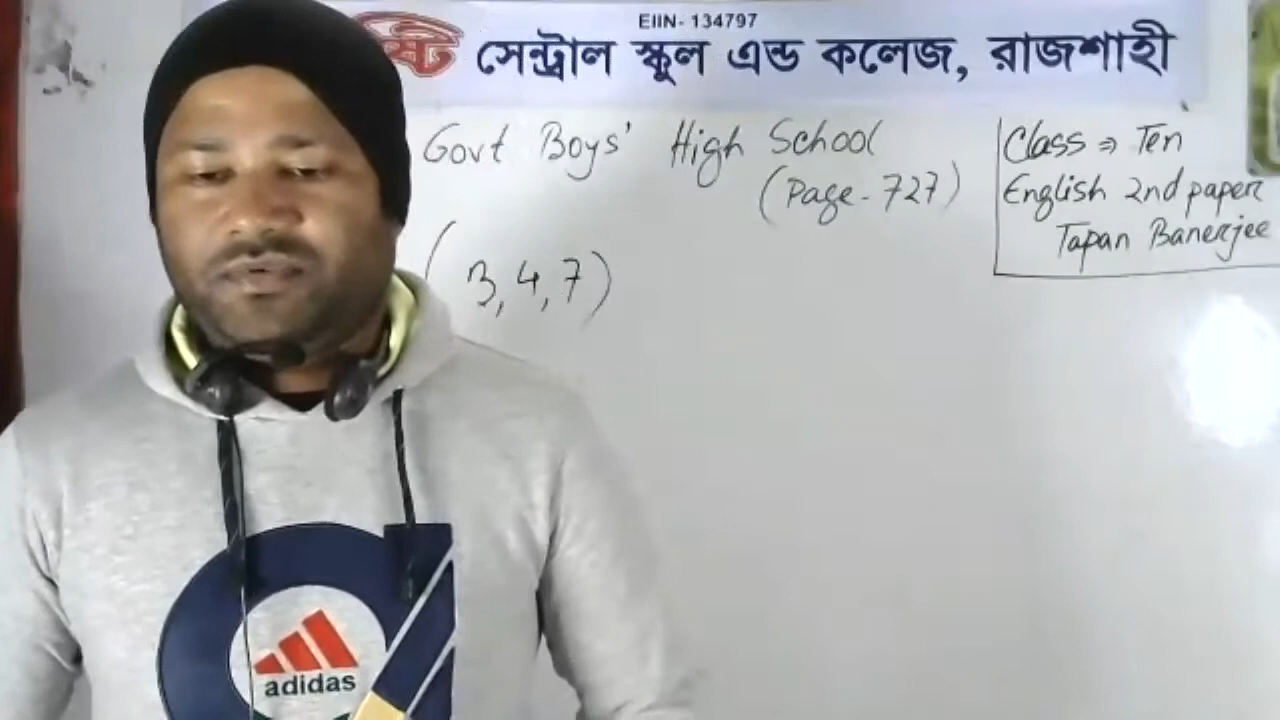 EIIN- 134797
সেন্ট্রাল স্কুল এন্ড কলেজ, রাজশাহী
Govt Boys' High School
(Page-727)
(3,4,7)
Class ⇒ Ten
English 2nd paper
Tapan Banerjee
adidas